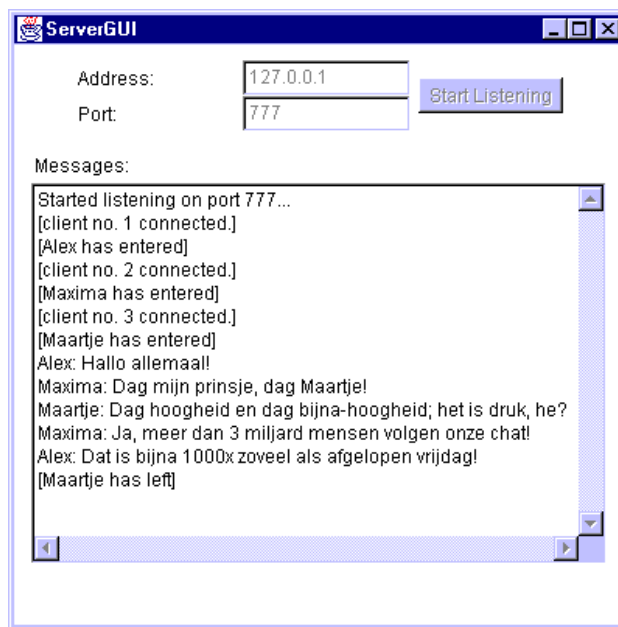 ServerGUI
Address: 127.0.0.1
Port: 777
Start Listening
Messages:
Started listening on port 777...
[client no. 1 connected.]
[Alex has entered]
[client no. 2 connected.]
[Maxima has entered]
[client no. 3 connected.]
[Maartje has entered]
Alex: Hallo allemaal!
Maxima: Dag mijn prinsje, dag Maartje!
Maartje: Dag hoogheid en dag bijna-hoogheid; het is druk, he?
Maxima: Ja, meer dan 3 miljard mensen volgen onze chat!
Alex: Dat is bijna 1000x zoveel als afgelopen vrijdag!
[Maartje has left]